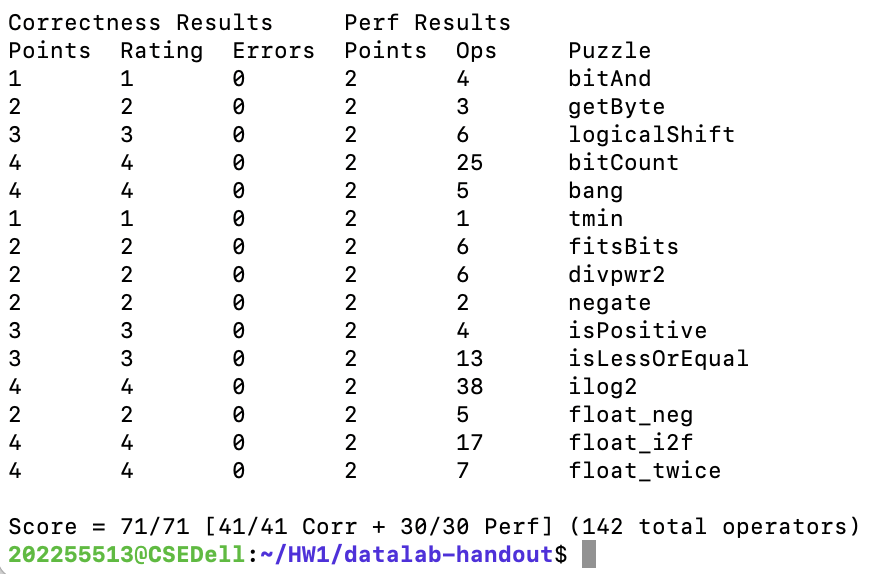 Correctness Results     Perf Results
Points  Rating  Errors  Points  Ops     Puzzle
1       1       0       2       4       bitAnd
2       2       0       2       3       getByte
3       3       0       2       6       logicalShift
4       4       0       2       25      bitCount
4       4       0       2       5       bang
1       1       0       2       1       tmin
2       2       0       2       6       fitsBits
2       2       0       2       6       divpwr2
2       2       0       2       2       negate
3       3       0       2       4       isPositive
3       3       0       2       13      isLessOrEqual
4       4       0       2       38      ilog2
2       2       0       2       5       float_neg
4       4       0       2       17      float_i2f
4       4       0       2       7       float_twice
Score = 71/71 [41/41 Corr + 30/30 Perf] (142 total operators)
202255513@CSEDell:~/HW1/datalab-handout$